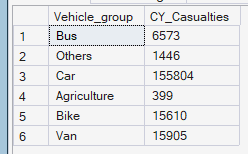 Vehicle_group CY_Casualties
1 Bus 6573
2 Others 1446
3 Car 155804
4 Agriculture 399
5 Bike 15610
6 Van 15905